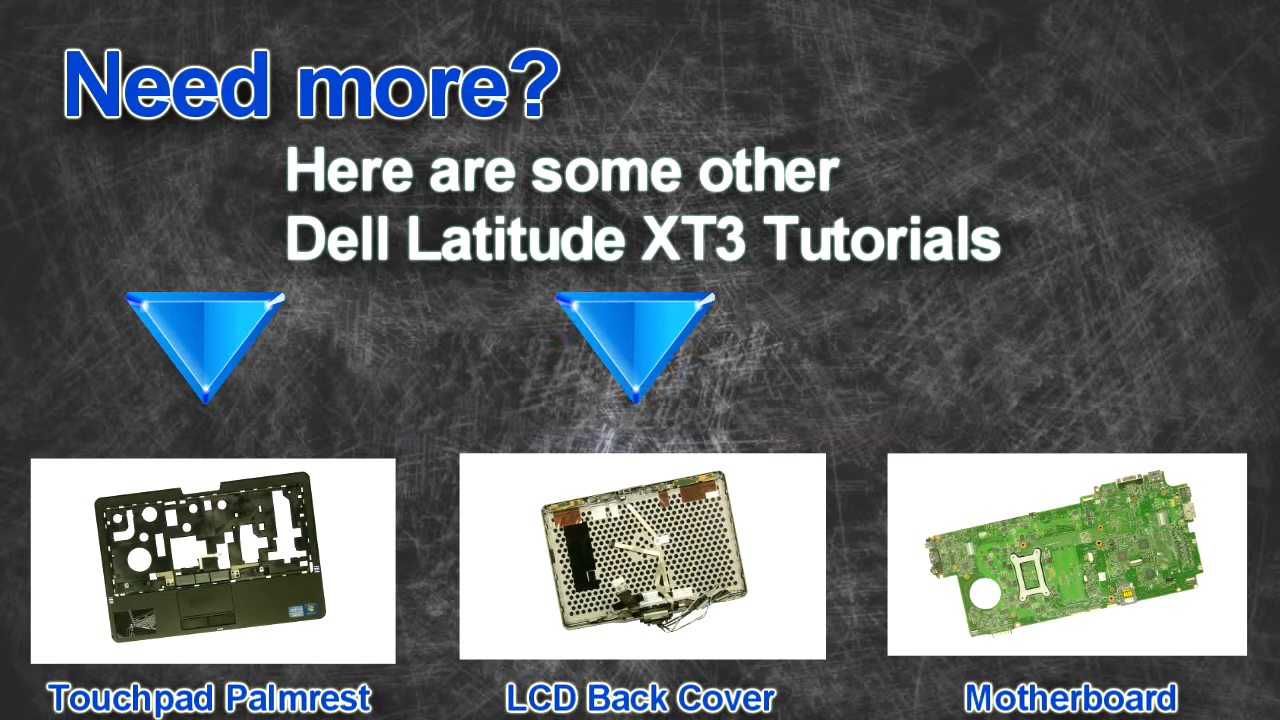 Need more?
Here are some other
Dell Latitude XT3 Tutorials
Touchpad Palmrest
LCD Back Cover
Motherboard